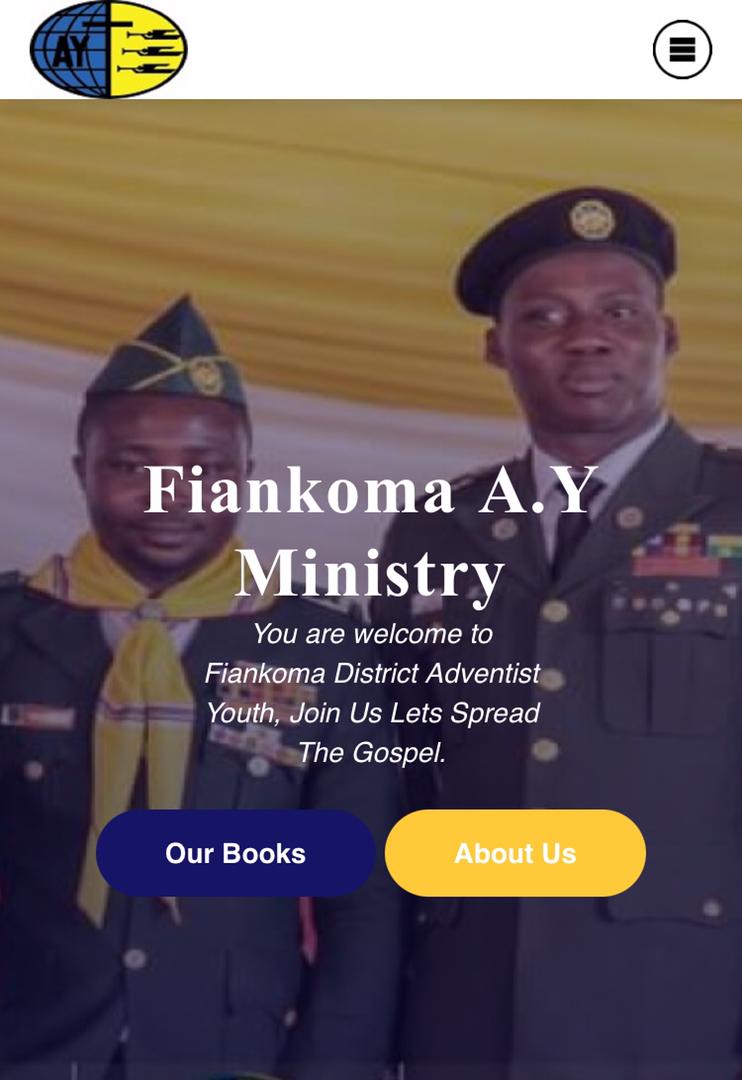 AY
Fiankoma A.Y
Ministry
You are welcome to
Fiankoma District Adventist
Youth, Join Us Lets Spread
The Gospel.
Our Books
About Us